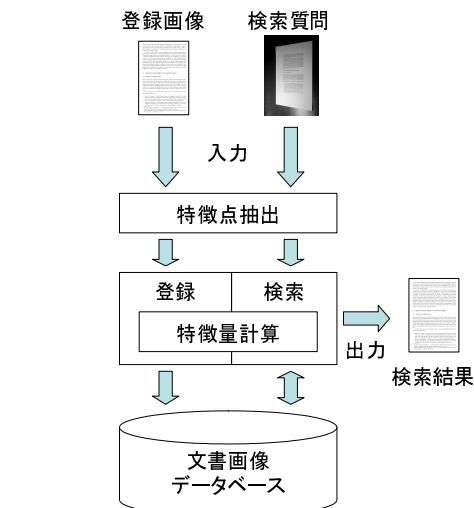 登録画像
検索質問
入力
特徴点抽出
登録
検索
特徴量計算
出力
検索結果
文書画像
データベース